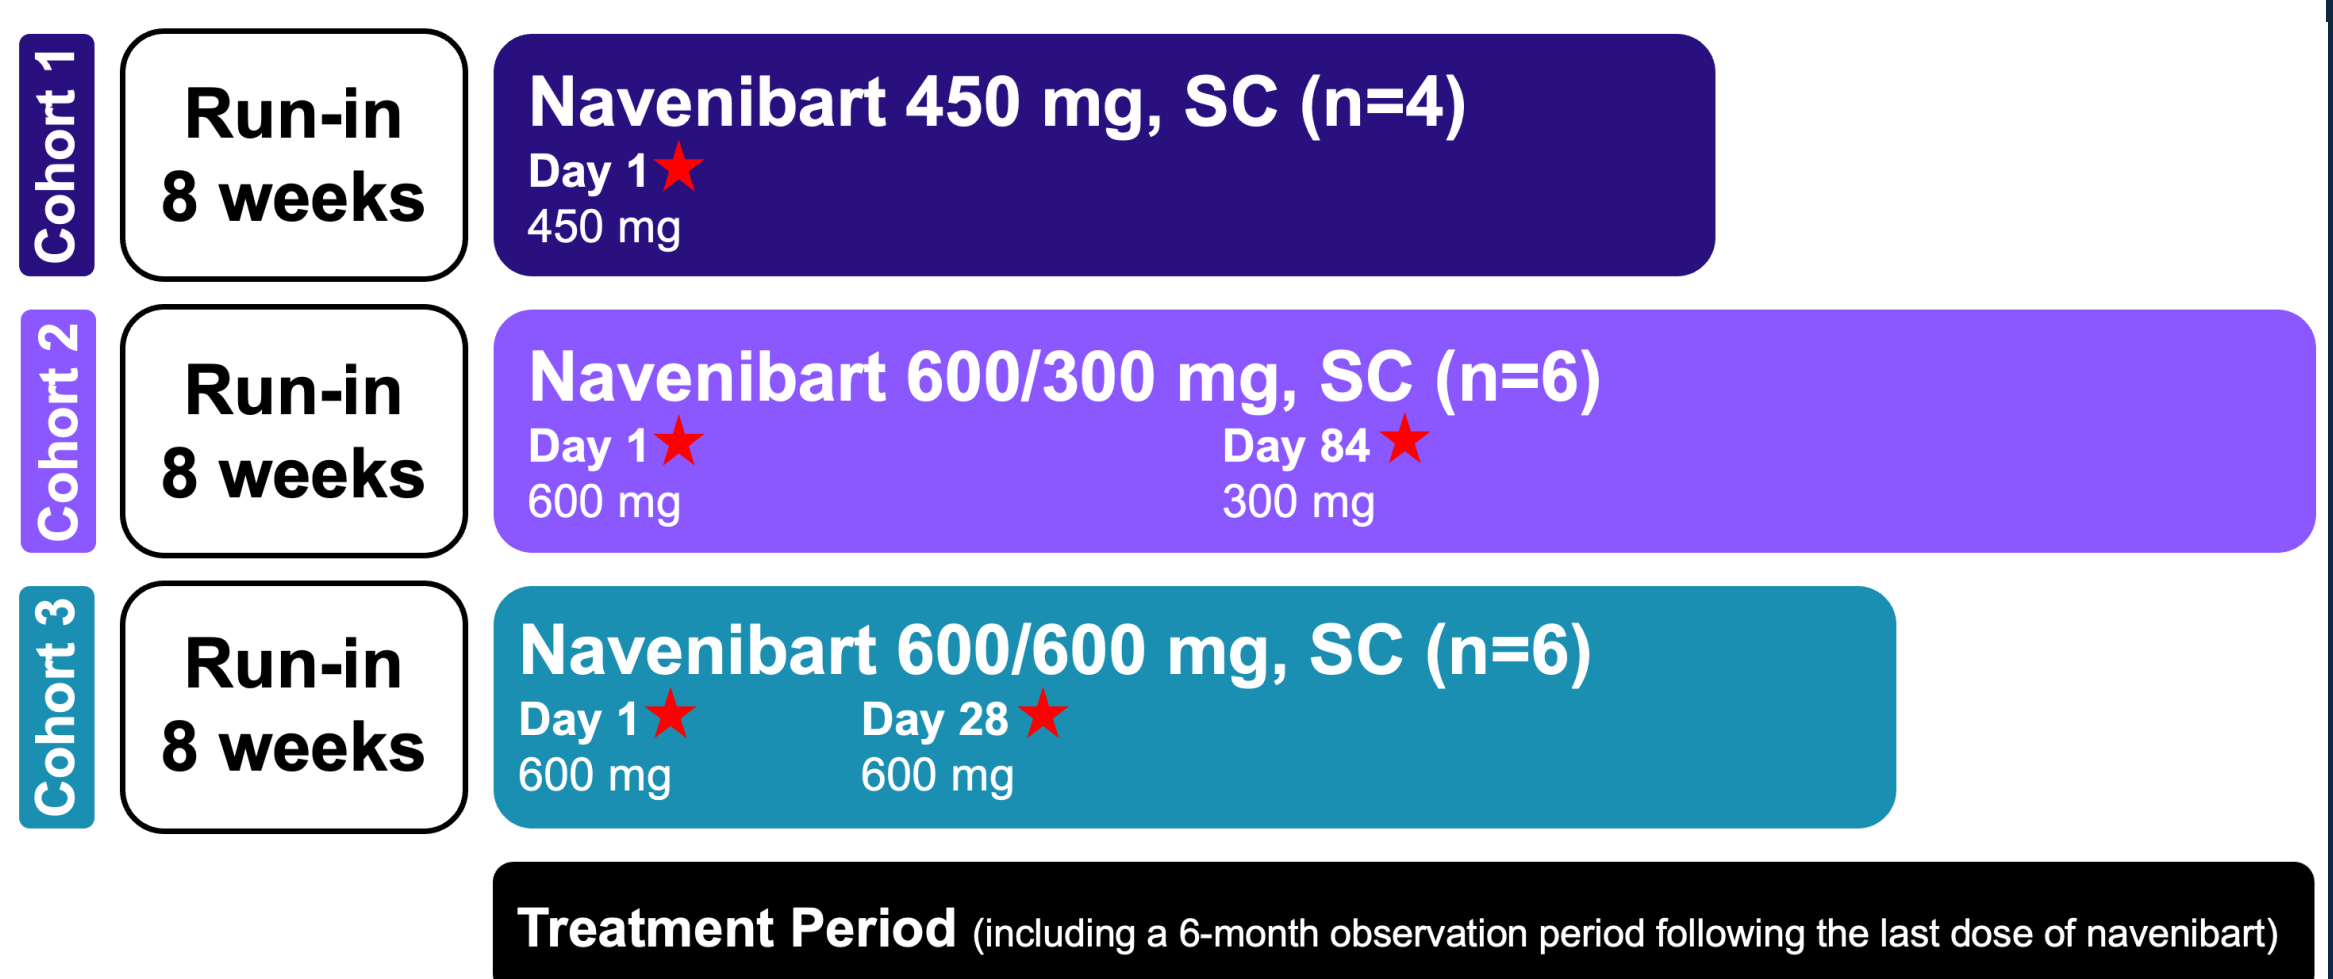 Cohort 1
Run-in
8 weeks
Navenibart 450 mg, SC (n=4)
Day 1
450 mg
Cohort 2
Run-in
8 weeks
Navenibart 600/300 mg, SC (n=6)
Day 1 Day 84
600 mg 300 mg
Cohort 3
Run-in
8 weeks
Navenibart 600/600 mg, SC (n=6)
Day 1 Day 28
600 mg 600 mg
Treatment Period (including a 6-month observation period following the last dose of navenibart)